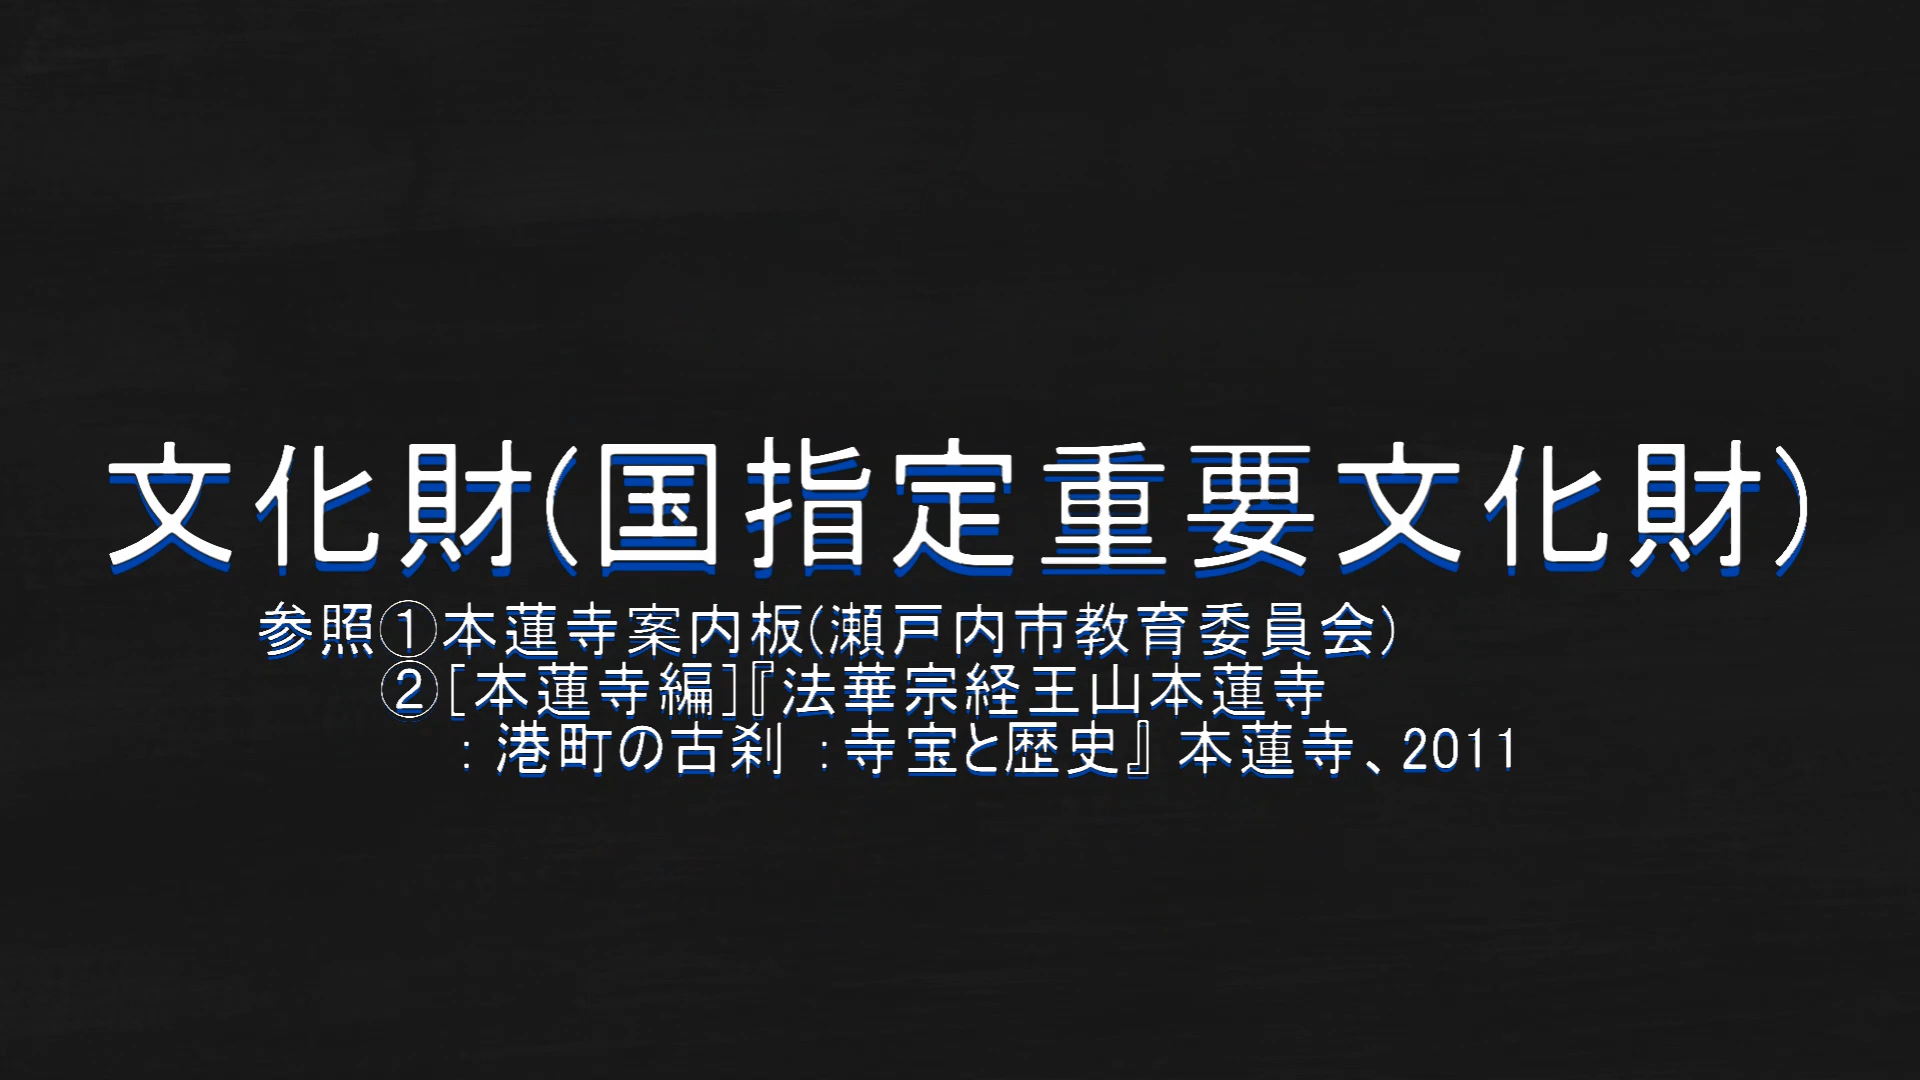 文化財(国指定重要文化財)
参照①本蓮寺案内板(瀬戸内市教育委員会)
②[本蓮寺編]『法華宗経王山本蓮寺
：港町の古刹 ：寺宝と歴史』 本蓮寺、2011